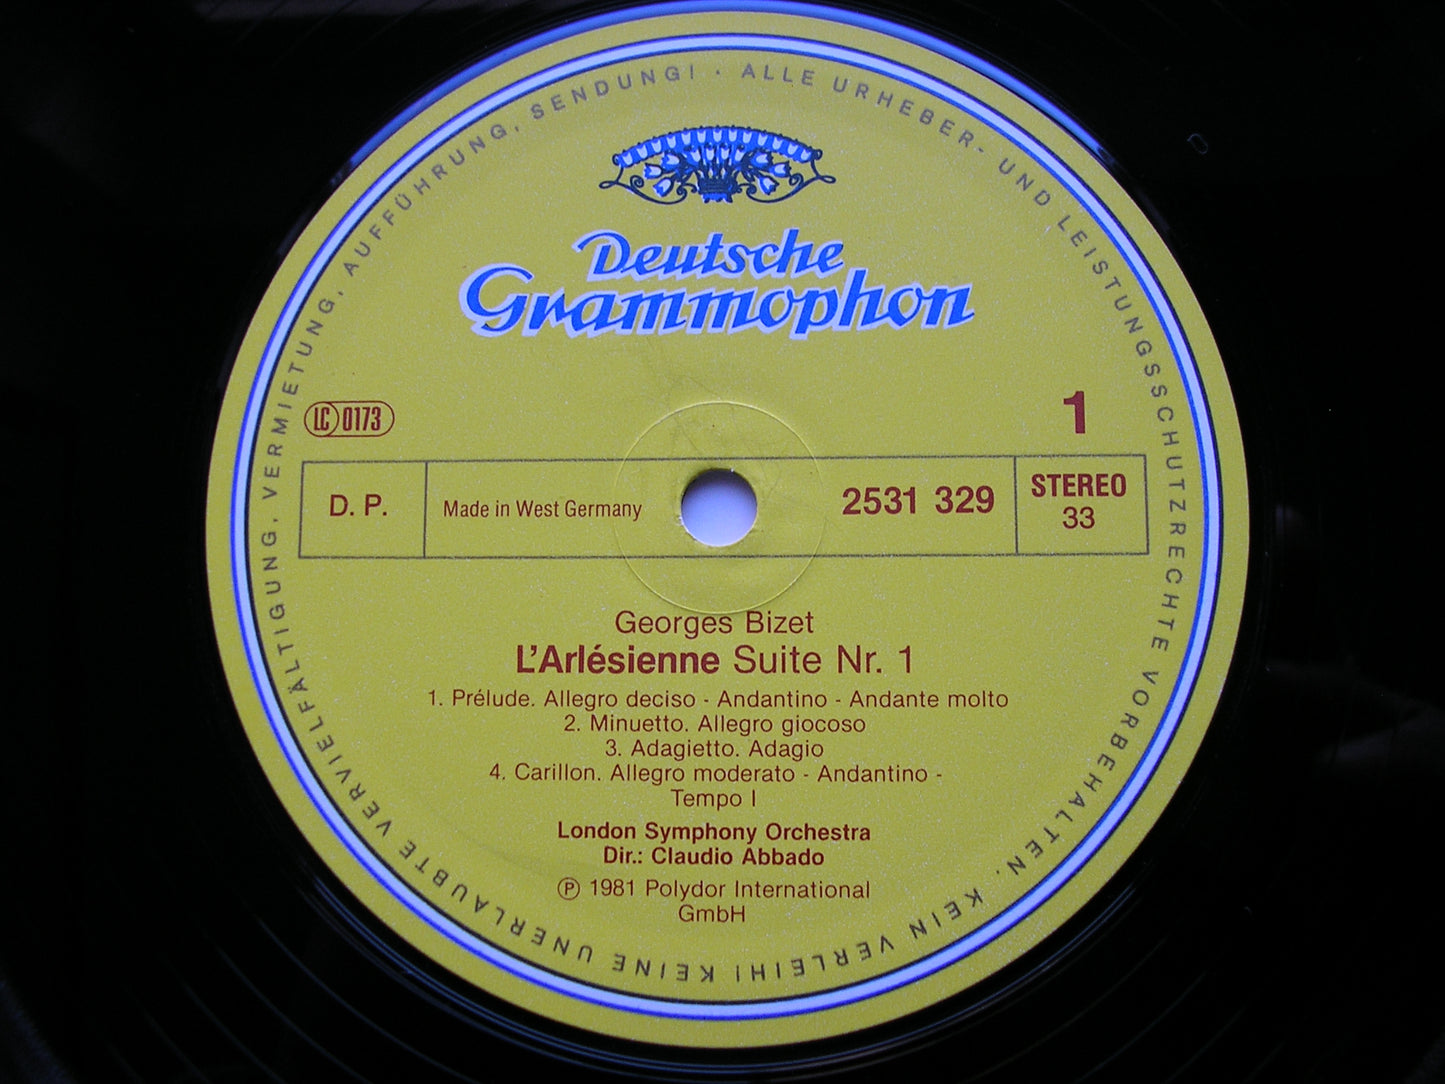 ALLE URHEBER- UND LEISTUNGSSCHUTZRECHTE VORBEHALTEN. KEIN VERLEIH! KEINE UNERLAUBTE VERVIELFÄLTIGUNG, VERMIETUNG, AUFFÜHRUNG, SENDUNG! ·
Deutsche
Grammophon
LC 0173
1
D. P.
Made in West Germany
2531 329
STEREO
33
Georges Bizet
L'Arlésienne Suite Nr. 1
1. Prélude. Allegro deciso - Andantino - Andante molto
2. Minuetto. Allegro giocoso
3. Adagietto. Adagio
4. Carillon. Allegro moderato - Andantino -
Tempo I
London Symphony Orchestra
Dir.: Claudio Abbado
℗ 1981 Polydor International
GmbH